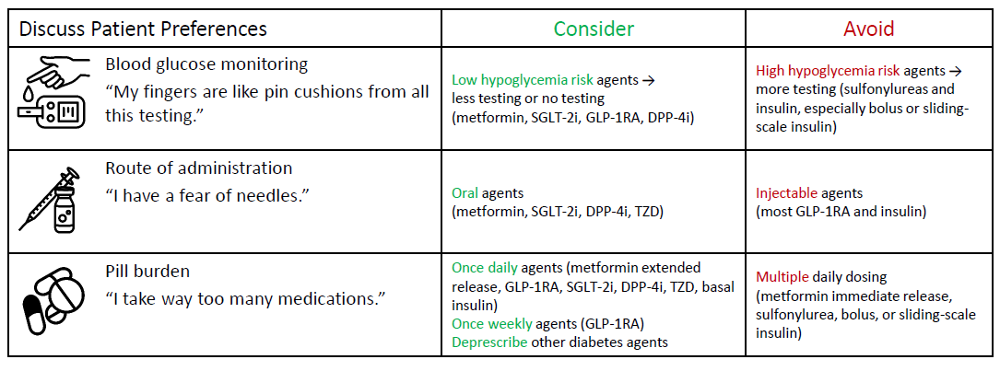 Discuss Patient Preferences
Consider
Avoid
Blood glucose monitoring
“My fingers are like pin cushions from all
this testing.”
Low hypoglycemia risk agents →
less testing or no testing
(metformin, SGLT-2i, GLP-1RA, DPP-4i)
High hypoglycemia risk agents →
more testing (sulfonylureas and
insulin, especially bolus or sliding-
scale insulin)
Route of administration
“I have a fear of needles.”
Oral agents
(metformin, SGLT-2i, DPP-4i, TZD)
Injectable agents
(most GLP-1RA and insulin)
Pill burden
“I take way too many medications.”
Once daily agents (metformin extended
release, GLP-1RA, SGLT-2i, DPP-4i, TZD, basal
insulin)
Once weekly agents (GLP-1RA)
Deprescribe other diabetes agents
Multiple daily dosing
(metformin immediate release,
sulfonylurea, bolus, or sliding-scale
insulin)